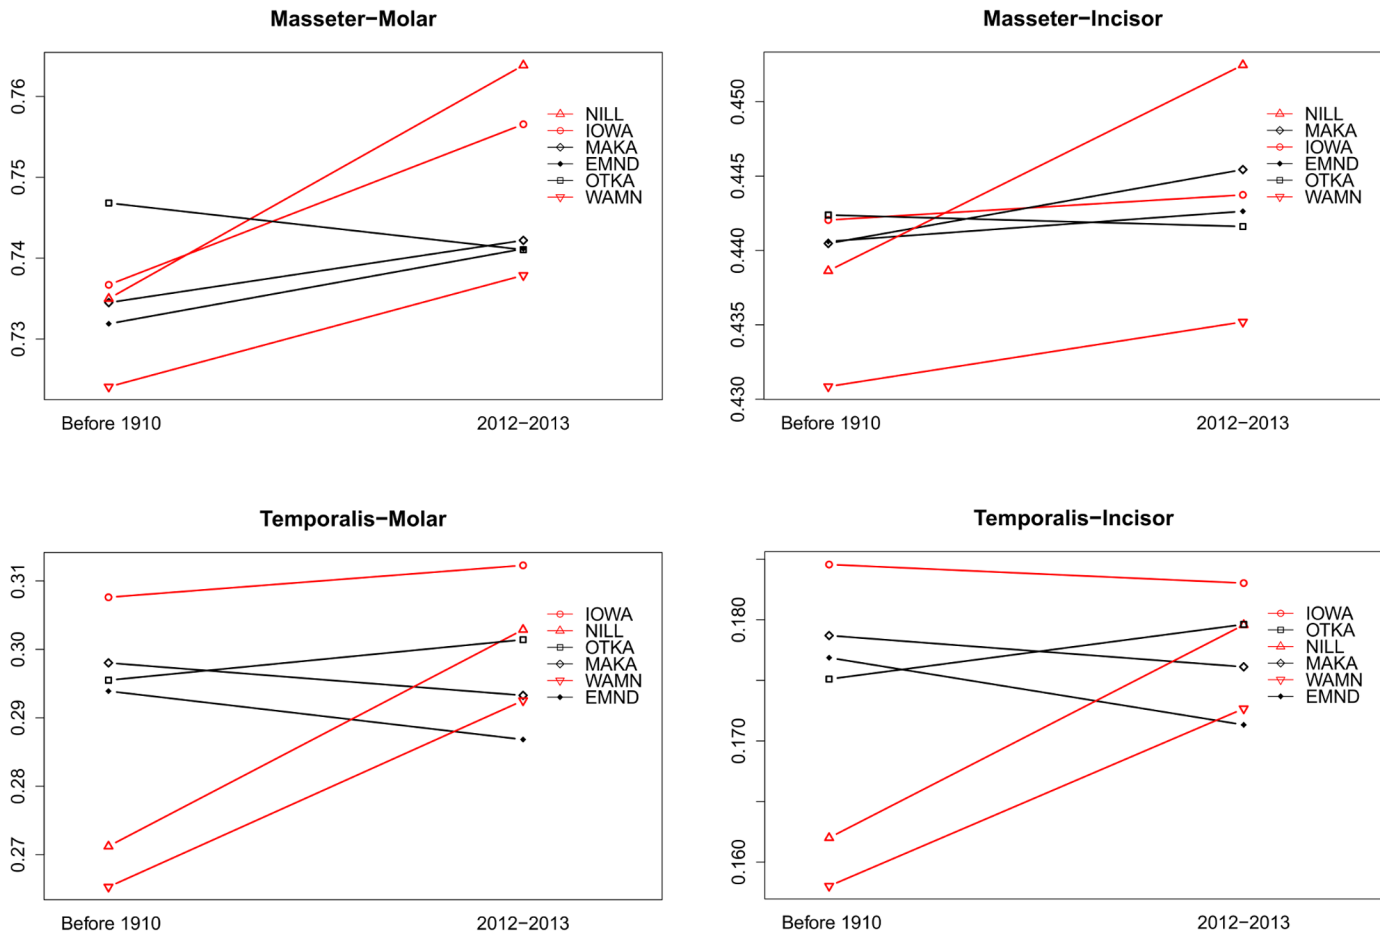 Masseter−Molar
0.76
0.75
0.74
0.73
NILL
IOWA
MAKA
EMND
OTKA
WAMN
Before 1910
2012−2013
Masseter−Incisor
0.450
0.445
0.440
0.435
0.430
NILL
MAKA
IOWA
EMND
OTKA
WAMN
Before 1910
2012−2013
Temporalis−Molar
0.31
0.30
0.29
0.28
0.27
IOWA
NILL
OTKA
MAKA
WAMN
EMND
Before 1910
2012−2013
Temporalis−Incisor
0.180
0.170
0.160
IOWA
OTKA
NILL
MAKA
WAMN
EMND
Before 1910
2012−2013